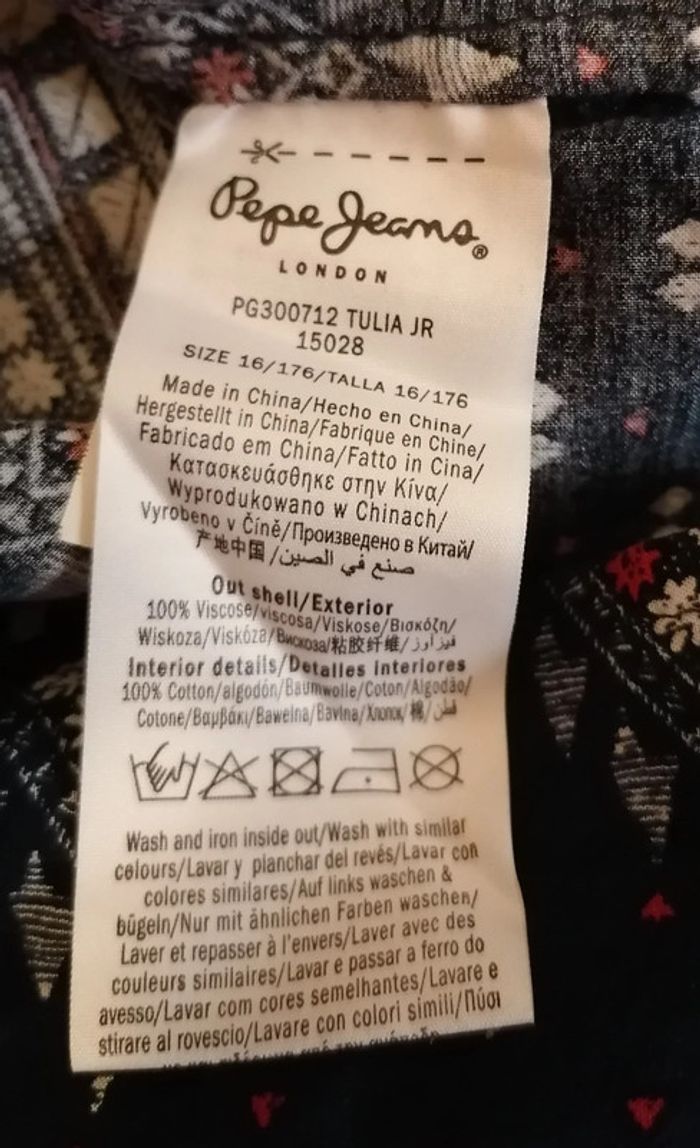 Pepe Jeans®
LONDON
PG300712 TULIA JR
15028
SIZE 16/176/TALLA 16/176
Made in China/Hecho en China/
Hergestellt in China/Fabrique en Chine/
Fabricado em China/Fatto in Cina/
Κατασκευάσθηκε στην Κίνα/
Wyprodukowano w Chinach/
Vyrobeno v Číně/Произведено в Китай/
产地中国/صنع في الصين
Out shell/Exterior
100% Viscose/viscosa/Viskose/Βισκόζη/
Wiskoza/Viskóza/Вискоза/粘胶纤维/فيزاوز
Interior details/Detalles interiores
100% Cotton/algodón/Baumwolle/Coton/Algodão/
Cotone/Βαμβάκι/Bawełna/Bavlna/Хлопок/棉/قطن
Wash and iron inside out/Wash with similar
colours/Lavar y planchar del revés/Lavar con
colores similares/Auf links waschen &
bügeln/Nur mit ähnlichen Farben waschen/
Laver et repasser à l'envers/Laver avec des
couleurs similaires/Lavar e passar a ferro do
avesso/Lavar com cores semelhantes/Lavare e
stirare al rovescio/Lavare con colori simili/Πύσι